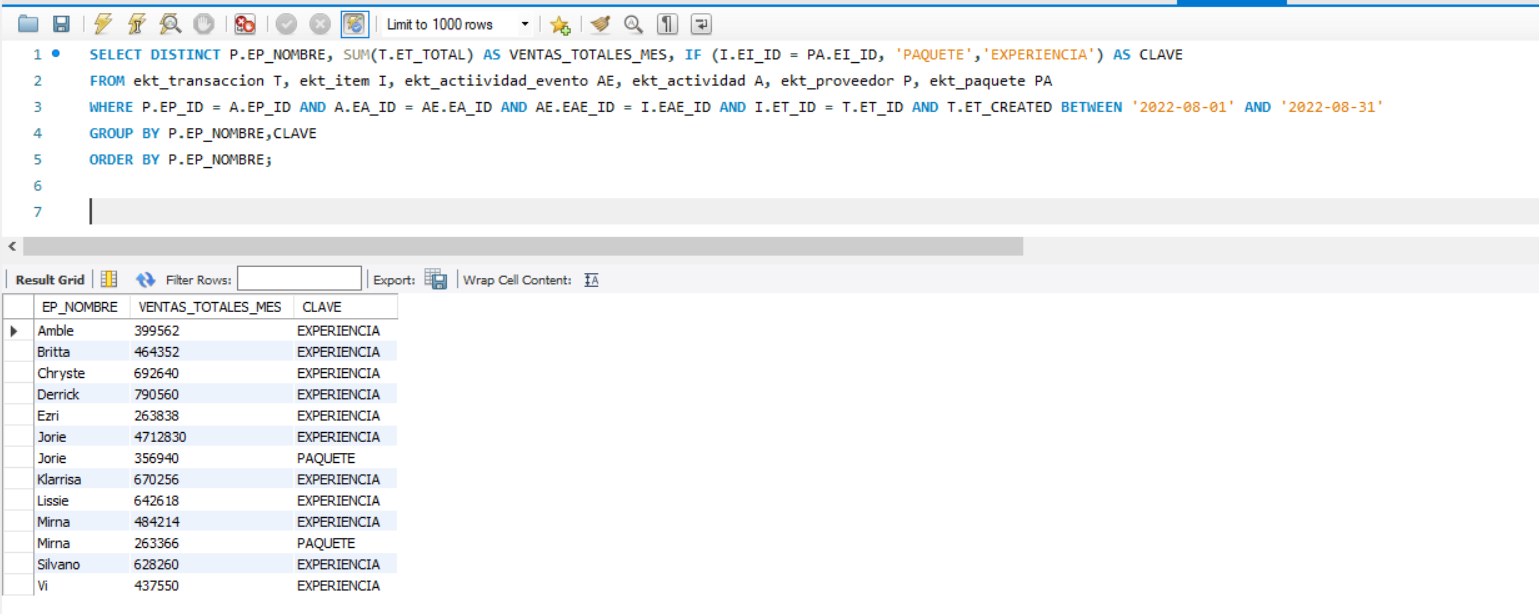 Limit to 1000 rows
1 SELECT DISTINCT P.EP_NOMBRE, SUM(T.ET_TOTAL) AS VENTAS_TOTALES_MES, IF (I.EI_ID = PA.EI_ID, 'PAQUETE','EXPERIENCIA') AS CLAVE
2 FROM ekt_transaccion T, ekt_item I, ekt_actiividad_evento AE, ekt_actividad A, ekt_proveedor P, ekt_paquete PA
3 WHERE P.EP_ID = A.EP_ID AND A.EA_ID = AE.EA_ID AND AE.EAE_ID = I.EAE_ID AND I.ET_ID = T.ET_ID AND T.ET_CREATED BETWEEN '2022-08-01' AND '2022-08-31'
4 GROUP BY P.EP_NOMBRE,CLAVE
5 ORDER BY P.EP_NOMBRE;
6
7
Result Grid Filter Rows: Export: Wrap Cell Content:
EP_NOMBRE VENTAS_TOTALES_MES CLAVE
Amble 399562 EXPERIENCIA
Britta 464352 EXPERIENCIA
Chryste 692640 EXPERIENCIA
Derrick 790560 EXPERIENCIA
Ezri 263838 EXPERIENCIA
Jorie 4712830 EXPERIENCIA
Jorie 356940 PAQUETE
Klarrisa 670256 EXPERIENCIA
Lissie 642618 EXPERIENCIA
Mirna 484214 EXPERIENCIA
Mirna 263366 PAQUETE
Silvano 628260 EXPERIENCIA
Vi 437550 EXPERIENCIA